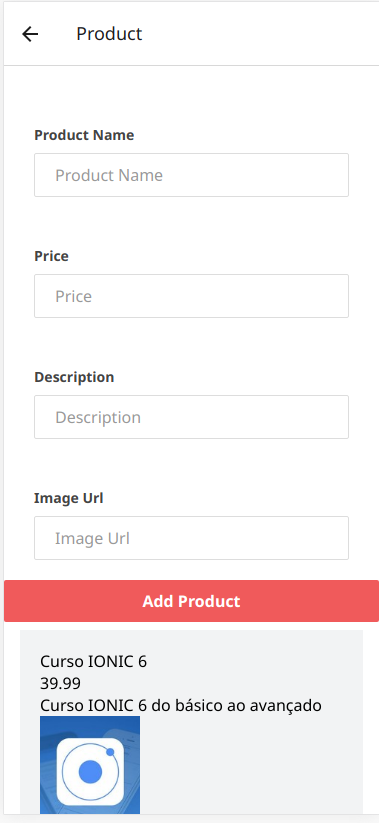 Product
Product Name
Product Name
Price
Price
Description
Description
Image Url
Image Url
Add Product
Curso IONIC 6
39.99
Curso IONIC 6 do básico ao avançado